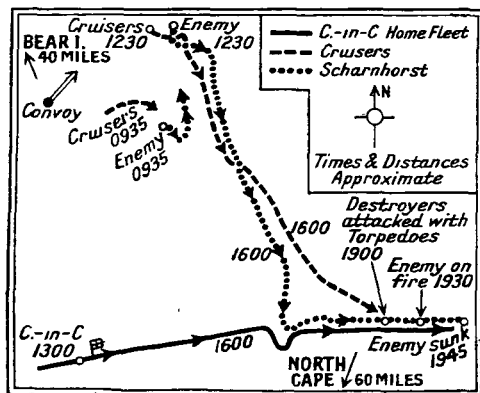 Cruisers
1230
Enemy
1230
BEAR I.
40 MILES
Convoy
Cruisers
0935
Enemy
0935
C.-in-C Home Fleet
Cruisers
Scharnhorst
N
Times & Distances
Approximate
Destroyers
attacked with
Torpedoes
1900
1600
1600
Enemy on
fire 1930
C.-in-C
1300
1600
Enemy sunk
1945
NORTH
CAPE
60 MILES